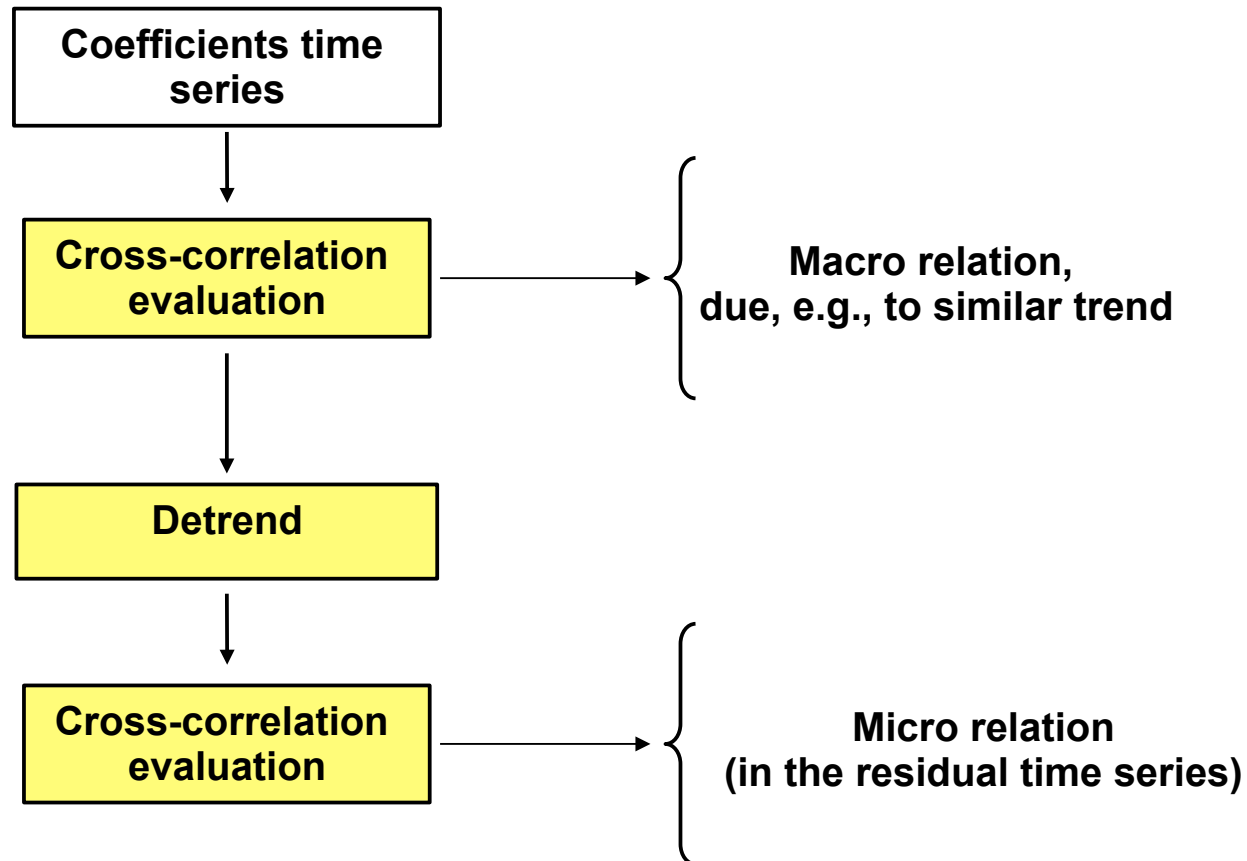 Coefficients time
series
Cross-correlation
evaluation
Macro relation,
due, e.g., to similar trend
Detrend
Cross-correlation
evaluation
Micro relation
(in the residual time series)